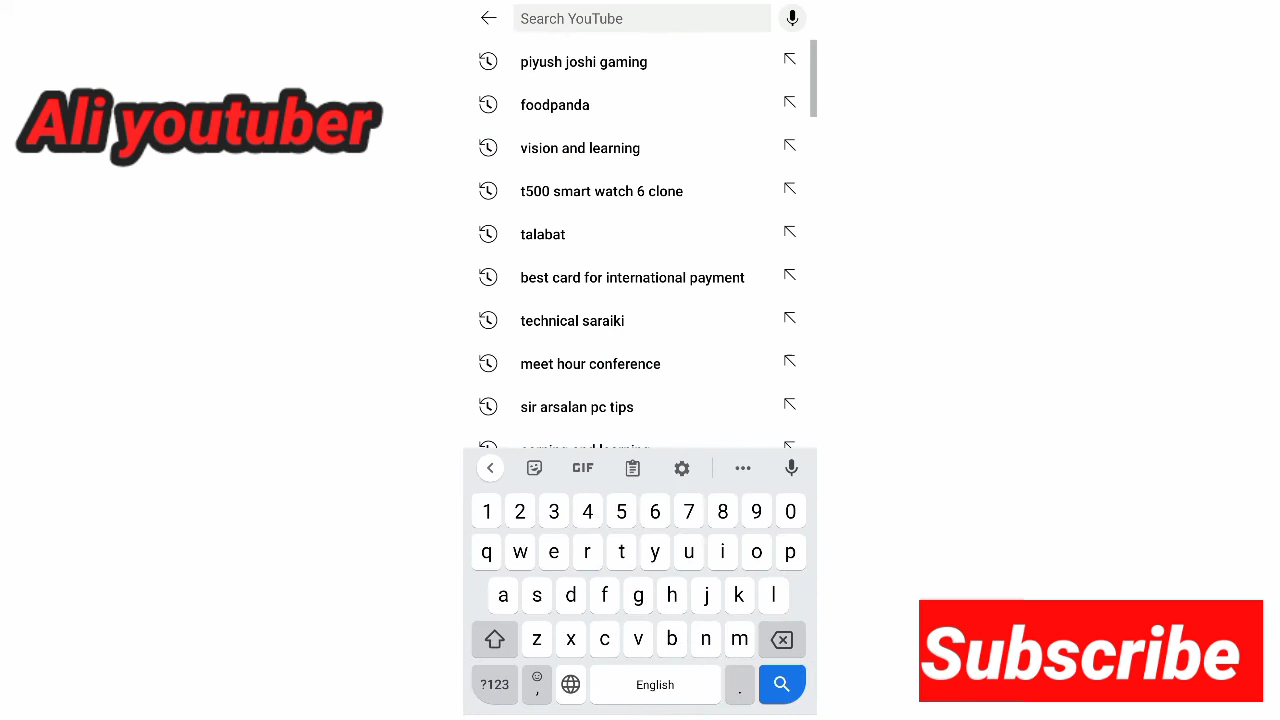 Search YouTube
Ali youtuber
piyush joshi gaming
foodpanda
vision and learning
t500 smart watch 6 clone
talabat
best card for international payment
technical saraiki
meet hour conference
sir arsalan pc tips
GIF
1 2 3 4 5 6 7 8 9 0
q w e r t y u i o p
a s d f g h j k l
z x c v b n m
?123 , English .
Subscribe